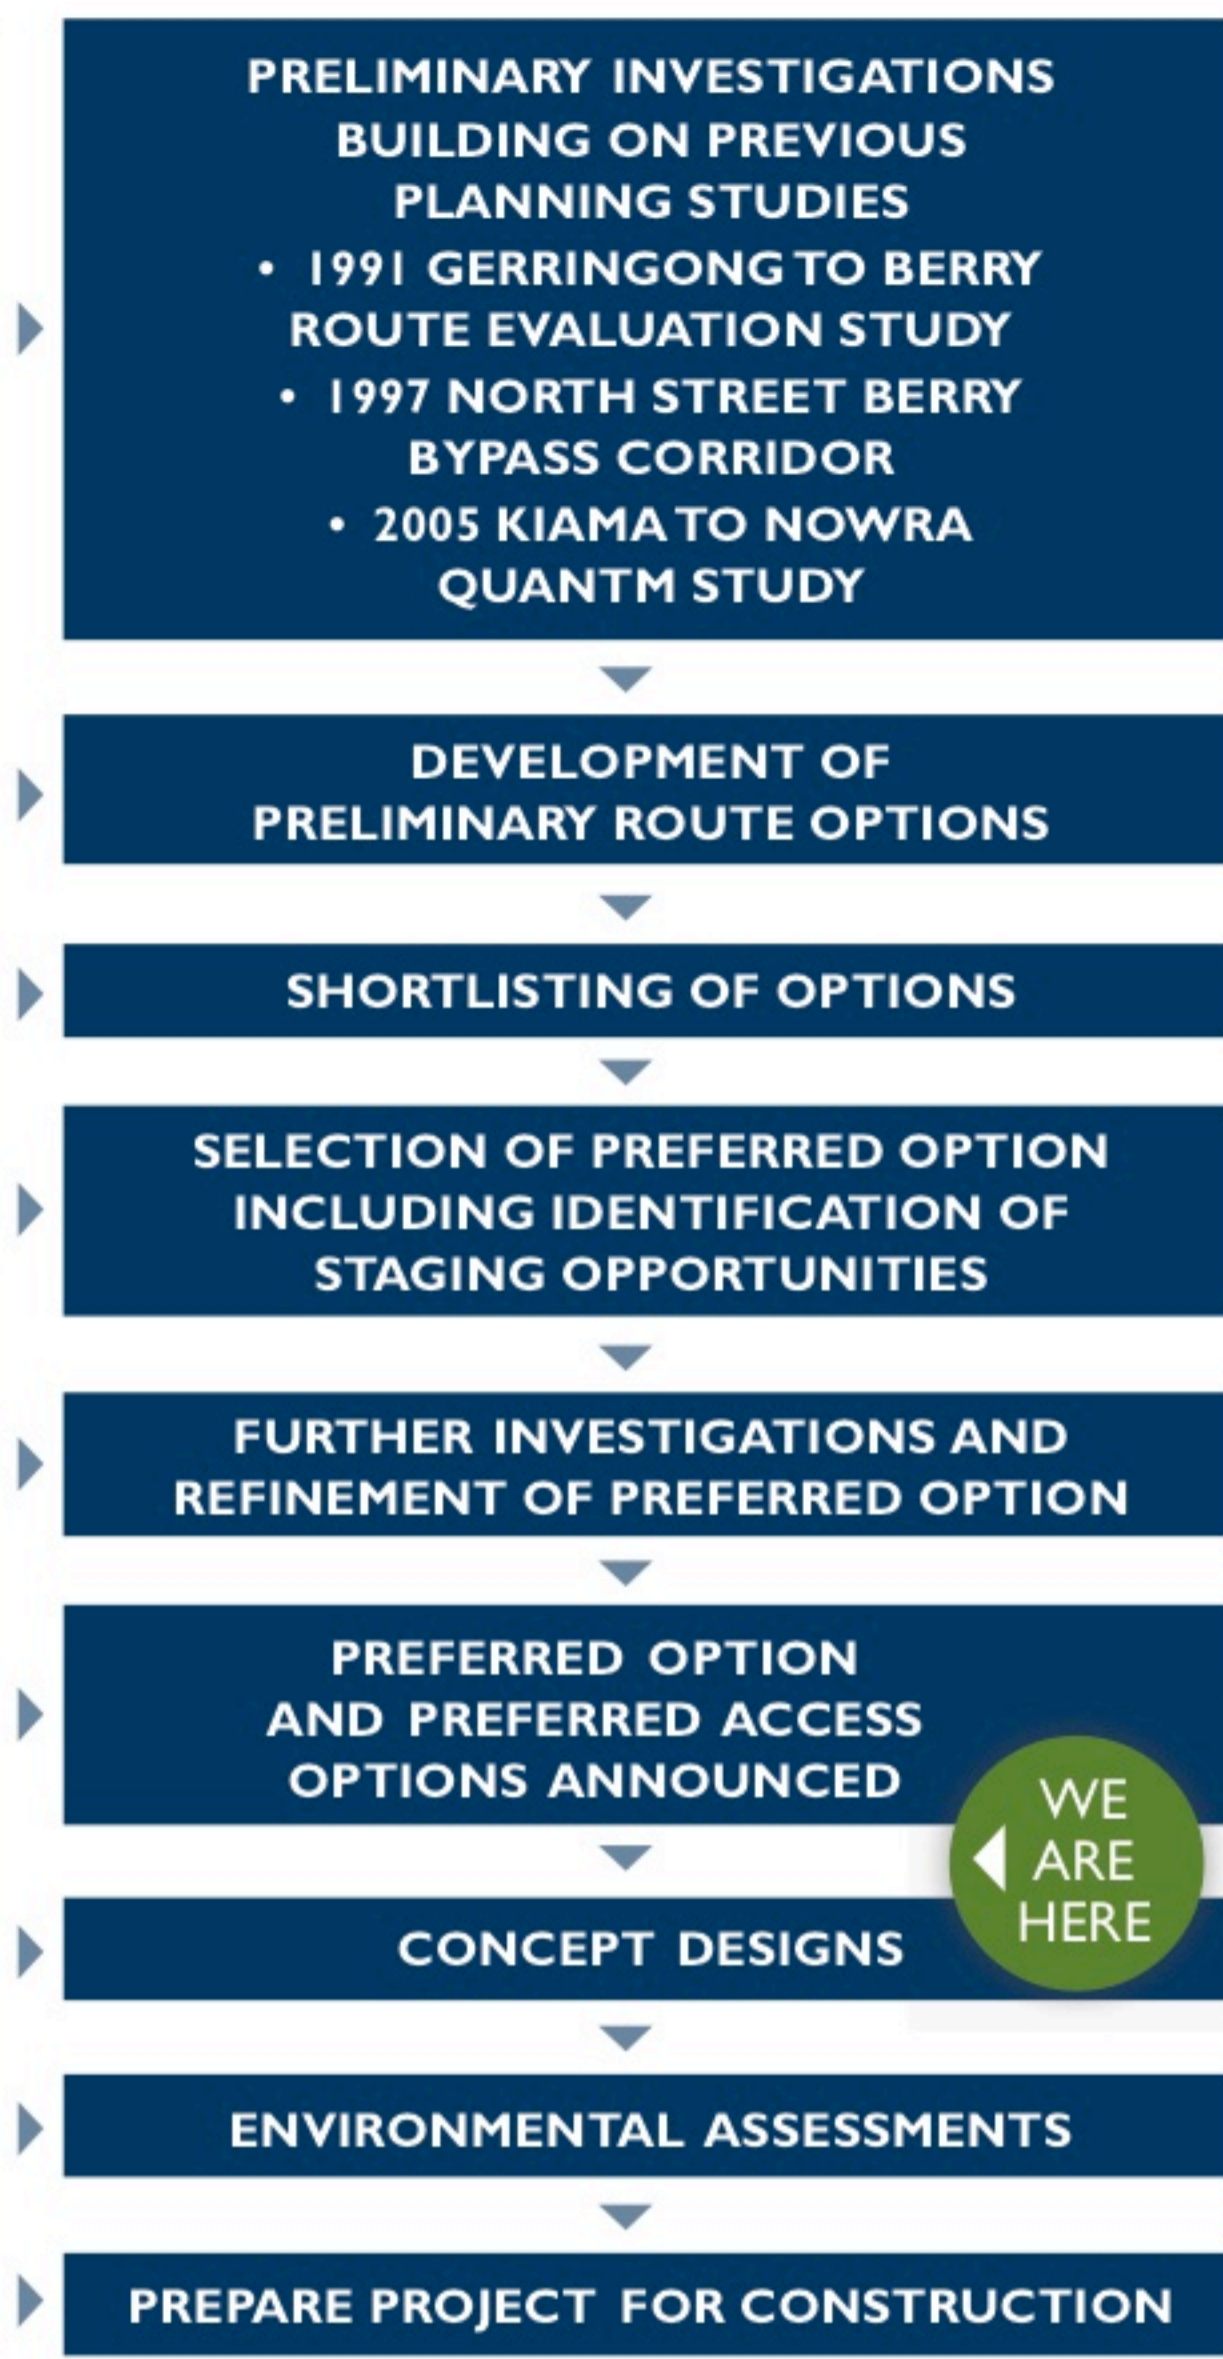 PRELIMINARY INVESTIGATIONS
BUILDING ON PREVIOUS
PLANNING STUDIES
• 1991 GERRINGONG TO BERRY
ROUTE EVALUATION STUDY
• 1997 NORTH STREET BERRY
BYPASS CORRIDOR
• 2005 KIAMA TO NOWRA
QUANTM STUDY
DEVELOPMENT OF
PRELIMINARY ROUTE OPTIONS
SHORTLISTING OF OPTIONS
SELECTION OF PREFERRED OPTION
INCLUDING IDENTIFICATION OF
STAGING OPPORTUNITIES
FURTHER INVESTIGATIONS AND
REFINEMENT OF PREFERRED OPTION
PREFERRED OPTION
AND PREFERRED ACCESS
OPTIONS ANNOUNCED
WE
ARE
HERE
CONCEPT DESIGNS
ENVIRONMENTAL ASSESSMENTS
PREPARE PROJECT FOR CONSTRUCTION